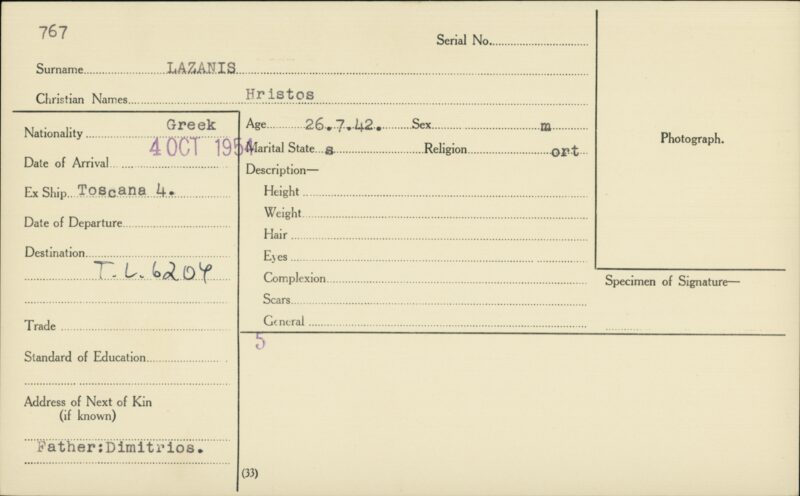 767
Serial No.
Surname LAZANIS
Christian Names Hristos
Nationality Greek
Date of Arrival 4 OCT 1954
Ex Ship Toscana 4.
Date of Departure
Destination
T.L. 6204
Trade
Standard of Education
Address of Next of Kin
(if known)
Father:Dimitrios.
Age 26.7.42. Sex m
Marital State s Religion ort
Description—
Height
Weight
Hair
Eyes
Complexion
Scars
General
5
(33)
Photograph.
Specimen of Signature—